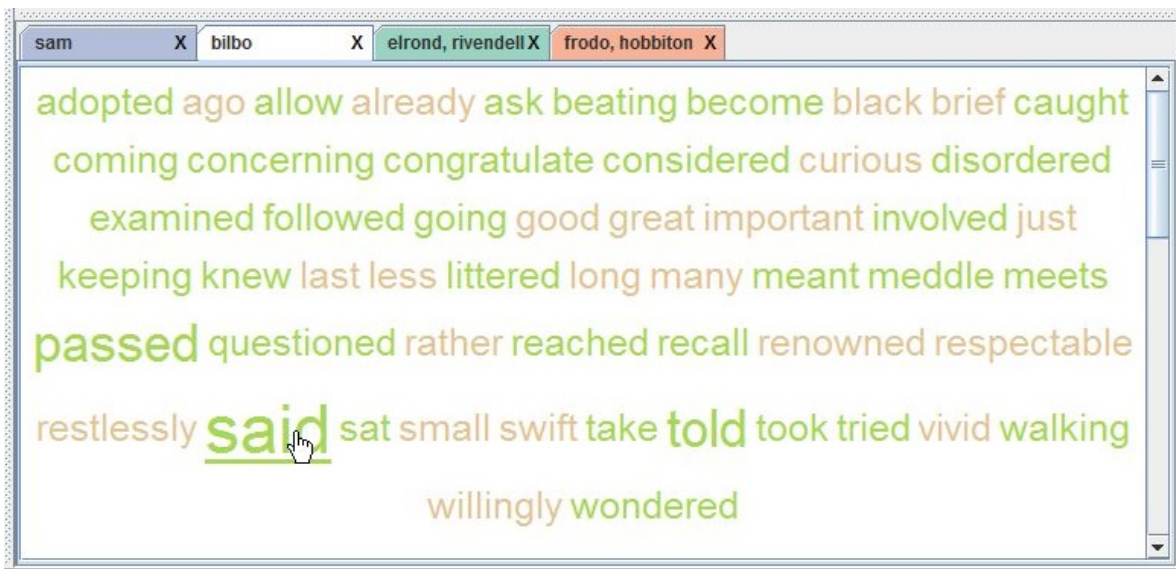 sam X bilbo X elrond, rivendell X frodo, hobbiton X
adopted ago allow already ask beating become black brief caught
coming concerning congratulate considered curious disordered
examined followed going good great important involved just
keeping knew last less littered long many meant meddle meets
passed questioned rather reached recall renowned respectable
restlessly said sat small swift take told took tried vivid walking
willingly wondered